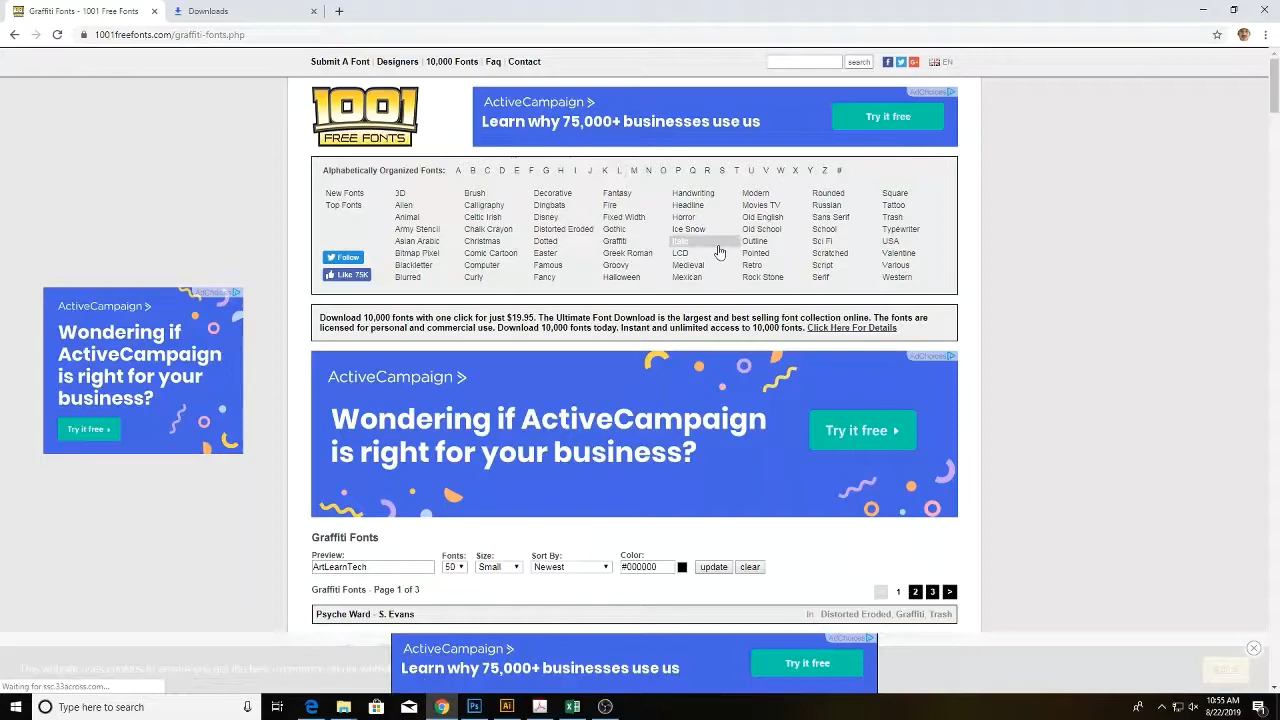 Graffiti Fonts - 1001 Free Fonts
Downloads
1001freefonts.com/graffiti-fonts.php
Submit A Font | Designers | 10,000 Fonts | Faq | Contact
search
EN
1001
FREE FONTS
AdChoices
ActiveCampaign >
Learn why 75,000+ businesses use us
Try it free
Alphabetically Organized Fonts: A B C D E F G H I J K L M N O P Q R S T U V W X Y Z #
New Fonts 3D Brush Decorative Fantasy Handwriting Modern Rounded Square
Top Fonts Alien Calligraphy Dingbats Fire Headline Movies TV Russian Tattoo
Animal Celtic Irish Disney Fixed Width Horror Old English Sans Serif Trash
Army Stencil Chalk Crayon Distorted Eroded Gothic Ice Snow Old School School Typewriter
Asian Arabic Christmas Dotted Graffiti Italic Outline Sci Fi USA
Follow Bitmap Pixel Comic Cartoon Easter Greek Roman LCD Pointed Scratched Valentine
Blackletter Computer Famous Groovy Medieval Retro Script Various
Like 75K Blurred Curly Fancy Halloween Mexican Rock Stone Serif Western
Download 10,000 fonts with one click for just $19.95. The Ultimate Font Download is the largest and best selling font collection online. The fonts are
licensed for personal and commercial use. Download 10,000 fonts today. Instant and unlimited access to 10,000 fonts. Click Here For Details
AdChoices
ActiveCampaign >
Wondering if
ActiveCampaign
is right for your
business?
Try it free
AdChoices
ActiveCampaign >
Wondering if ActiveCampaign
is right for your business?
Try it free
Graffiti Fonts
Preview: Fonts: Size: Sort By: Color:
ArtLearnTech 50 Small Newest #000000 update clear
Graffiti Fonts - Page 1 of 3
1 2 3 >
Psyche Ward - S. Evans
In Distorted Eroded, Graffiti, Trash
AdChoices
ActiveCampaign >
Learn why 75,000+ businesses use us
Try it free
Waiting for ssc.33across.com...
Type here to search
10:55 AM
8/22/2019